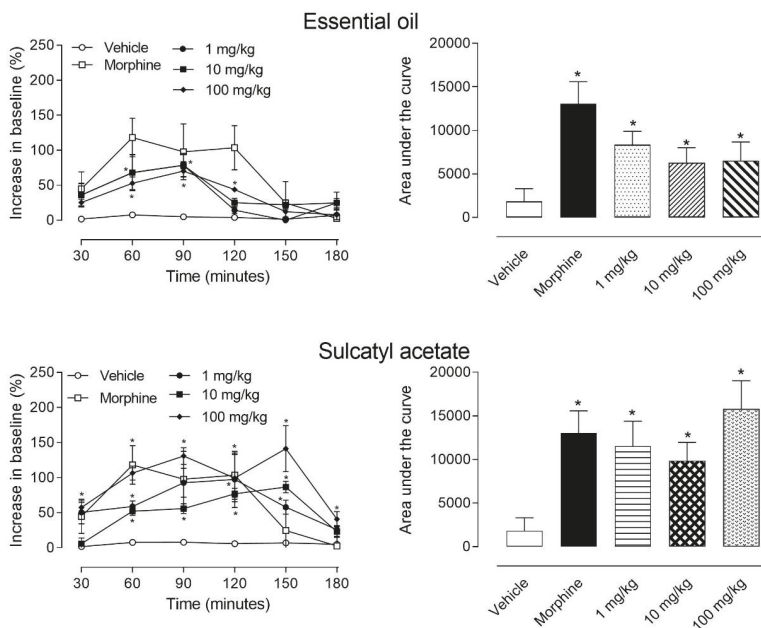 Essential oil
Increase in baseline (%)
250
200
150
100
50
0
Vehicle
Morphine
1 mg/kg
10 mg/kg
100 mg/kg
*
*
*
*
*
30 60 90 120 150 180
Time (minutes)
Area under the curve
20000
15000
10000
5000
0
* * * *
Vehicle Morphine 1 mg/kg 10 mg/kg 100 mg/kg
Sulcatyl acetate
Increase in baseline (%)
250
200
150
100
50
0
Vehicle
Morphine
1 mg/kg
10 mg/kg
100 mg/kg
* * * * * *
* * * * *
30 60 90 120 150 180
Time (minutes)
Area under the curve
20000
15000
10000
5000
0
* * * *
Vehicle Morphine 1 mg/kg 10 mg/kg 100 mg/kg